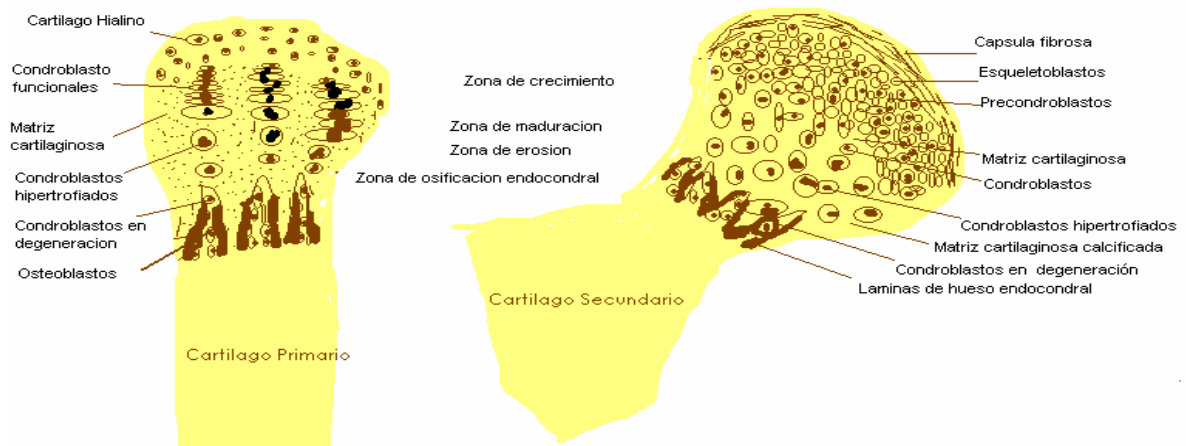 Cartilago Hialino
Condroblasto
funcionales
Matriz
cartilaginosa
Condroblastos
hipertrofiados
Condroblastos en
degeneracion
Osteoblastos
Cartilago Primario
Zona de crecimiento
Zona de maduracion
Zona de erosion
Zona de osificacion endocondral
Cartilago Secundario
Capsula fibrosa
Esqueletoblastos
Precondroblastos
Matriz cartilaginosa
Condroblastos
Condroblastos hipertrofiados
Matriz cartilaginosa calcificada
Condroblastos en degeneración
Laminas de hueso endocondral